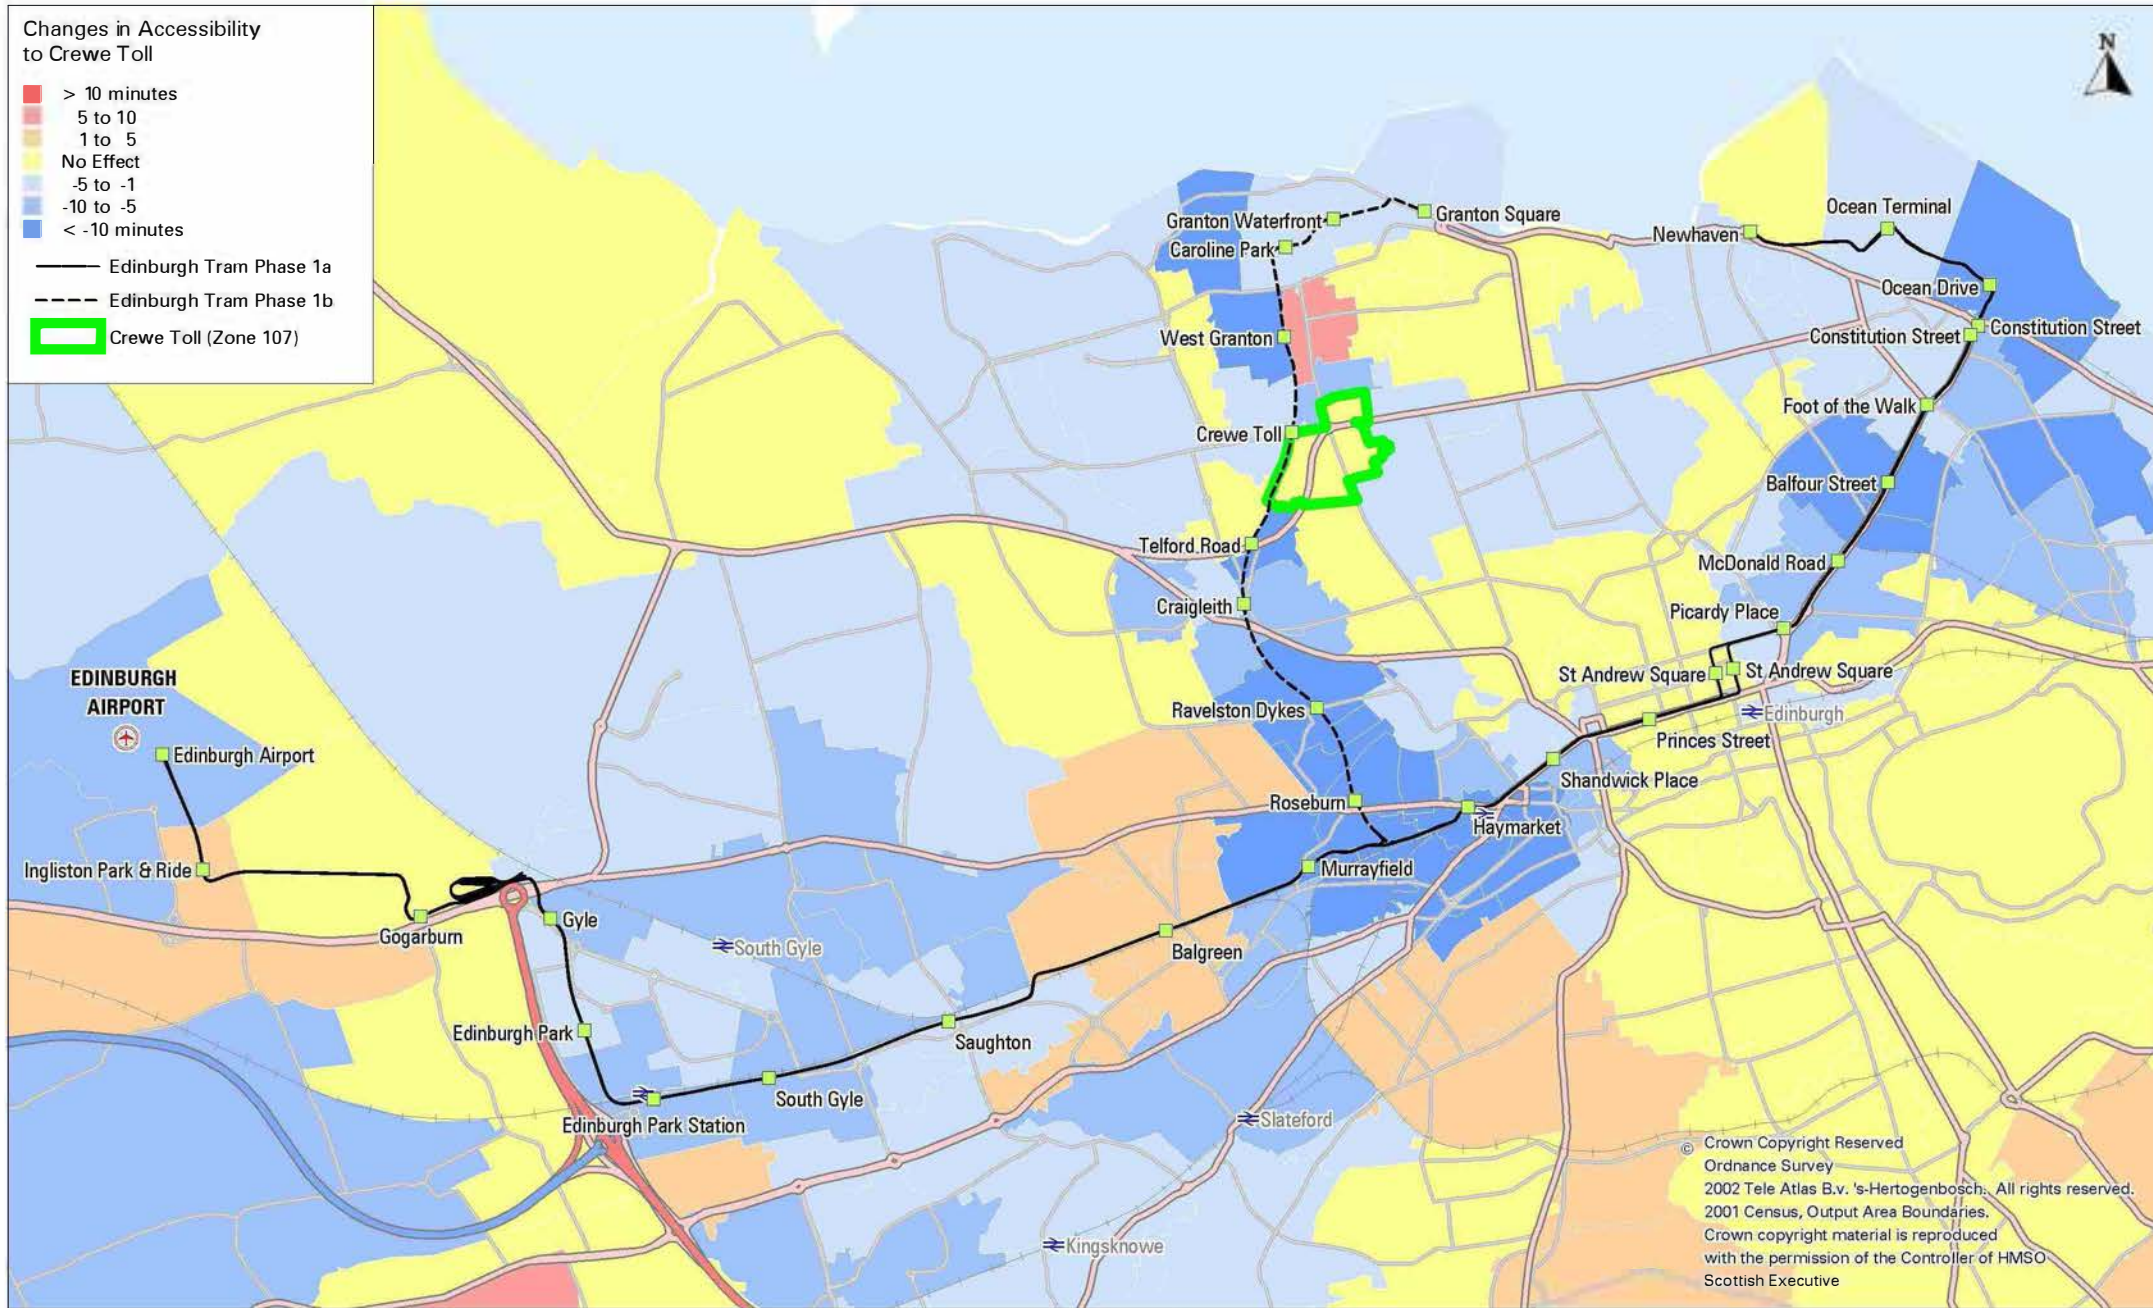 Changes in Accessibility
to Crewe Toll
> 10 minutes
5 to 10
1 to 5
No Effect
-5 to -1
-10 to -5
< -10 minutes
Edinburgh Tram Phase 1a
Edinburgh Tram Phase 1b
Crewe Toll (Zone 107)
N
Granton Waterfront
Granton Square
Caroline Park
Newhaven
Ocean Terminal
Ocean Drive
Constitution Street
Constitution Street
West Granton
Foot of the Walk
Crewe Toll
Balfour Street
Telford Road
McDonald Road
Craigleith
Picardy Place
St Andrew Square
St Andrew Square
EDINBURGH
AIRPORT
Ravelston Dykes
Edinburgh
Princes Street
Edinburgh Airport
Shandwick Place
Roseburn
Haymarket
Ingliston Park & Ride
Murrayfield
Gogarburn
Gyle
South Gyle
Balgreen
Edinburgh Park
Saughton
South Gyle
Edinburgh Park Station
Slateford
Kingsknowe
© Crown Copyright Reserved
Ordnance Survey
2002 Tele Atlas B.v. 's-Hertogenbosch. All rights reserved.
2001 Census, Output Area Boundaries.
Crown copyright material is reproduced
with the permission of the Controller of HMSO
Scottish Executive